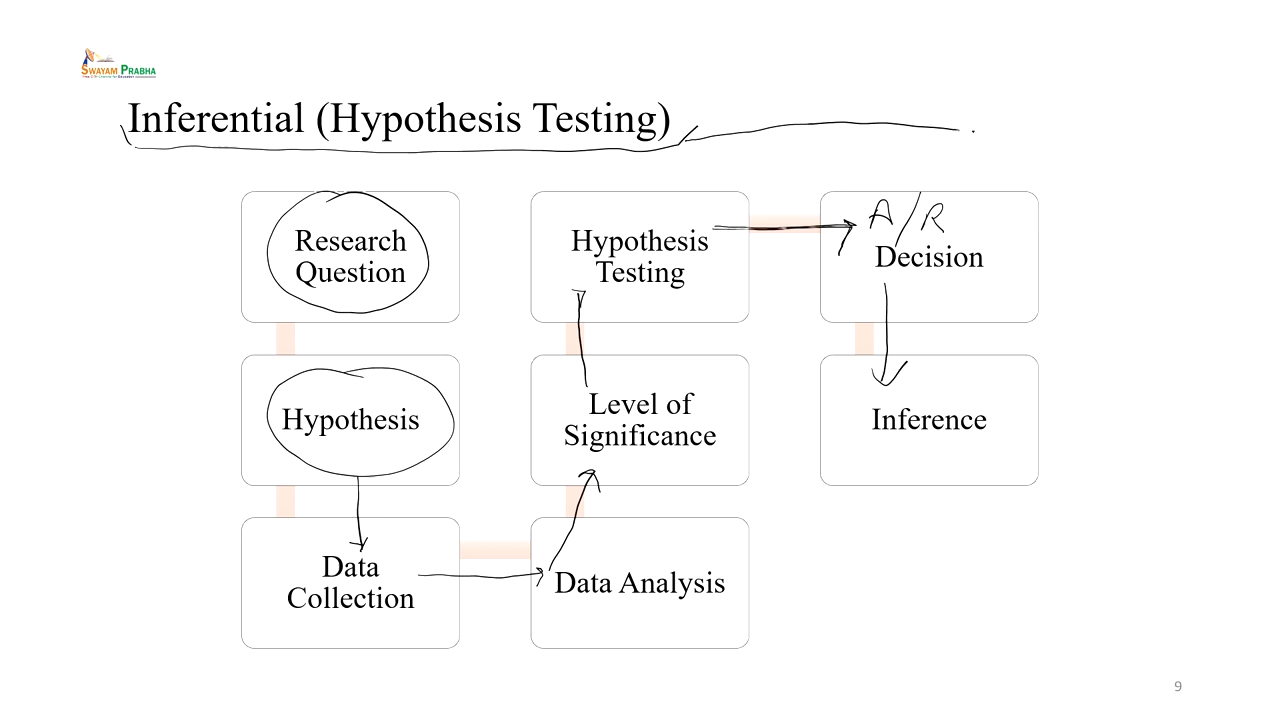 SWAYAM PRABHA
Inferential (Hypothesis Testing)
Research
Question
Hypothesis
Data
Collection
Data Analysis
Level of
Significance
Hypothesis
Testing
A/R
Decision
Inference
9